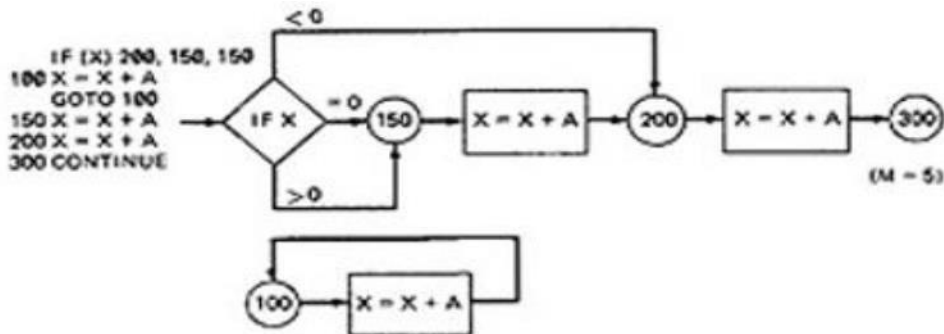 IF (X) 200, 150, 150
100 X = X + A
GOTO 100
150 X = X + A
200 X = X + A
300 CONTINUE
< 0
IF X
= 0
150
X = X + A
200
X = X + A
300
> 0
(M = 5)
100
X = X + A